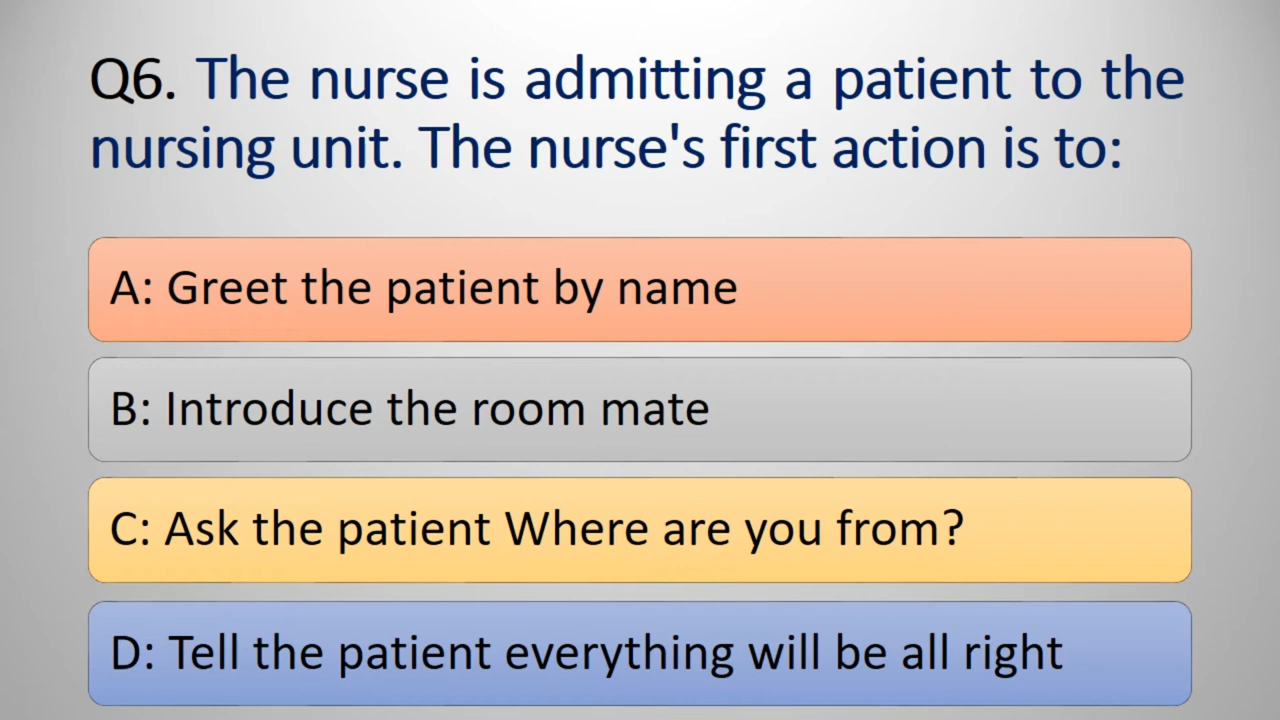 Q6. The nurse is admitting a patient to the
nursing unit. The nurse's first action is to:
A: Greet the patient by name
B: Introduce the room mate
C: Ask the patient Where are you from?
D: Tell the patient everything will be all right